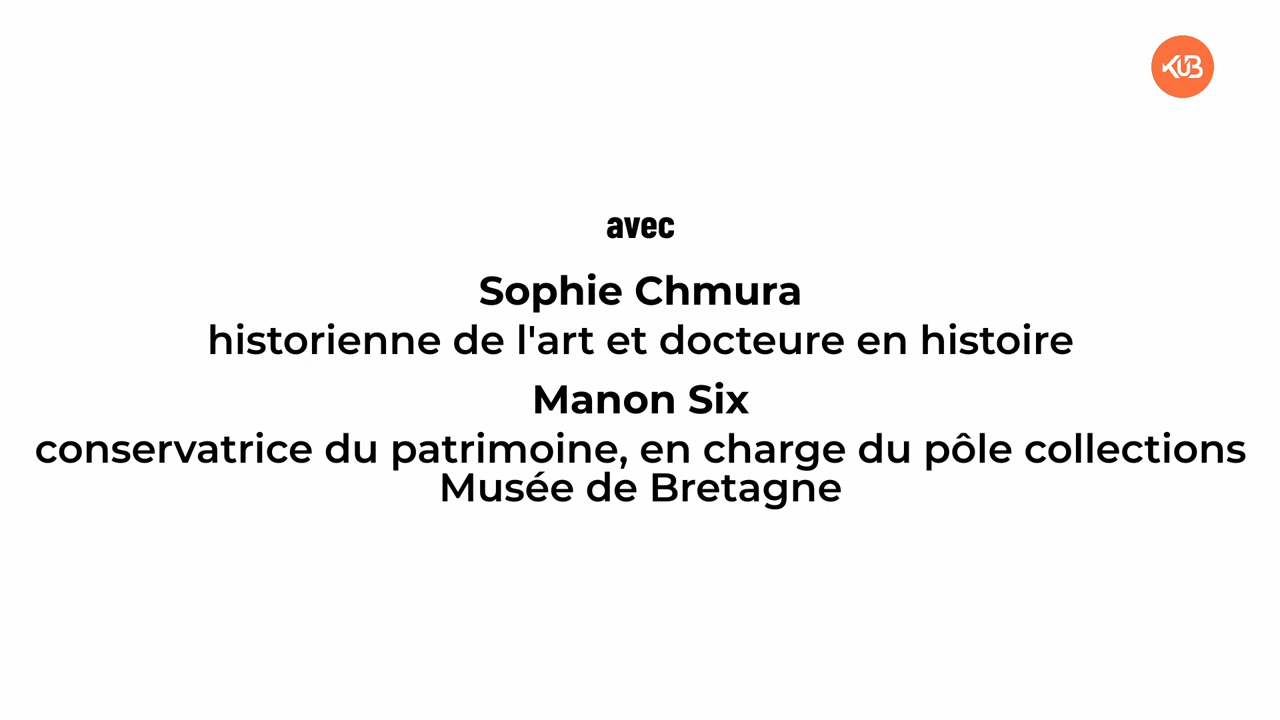 KUB
avec
Sophie Chmura
historienne de l'art et docteure en histoire
Manon Six
conservatrice du patrimoine, en charge du pôle collections
Musée de Bretagne